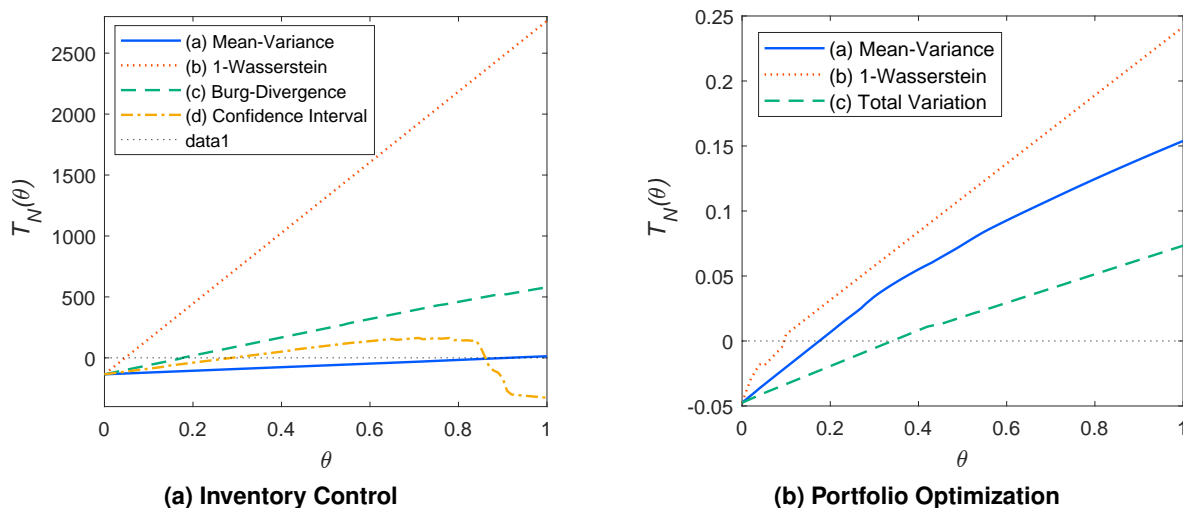 2500
2000
1500
1000
500
0
T_N(θ)
(a) Mean-Variance
(b) 1-Wasserstein
(c) Burg-Divergence
(d) Confidence Interval
data1
0 0.2 0.4 0.6 0.8 1
θ
(a) Inventory Control
0.25
0.2
0.15
0.1
0.05
0
-0.05
T_N(θ)
(a) Mean-Variance
(b) 1-Wasserstein
(c) Total Variation
0 0.2 0.4 0.6 0.8 1
θ
(b) Portfolio Optimization